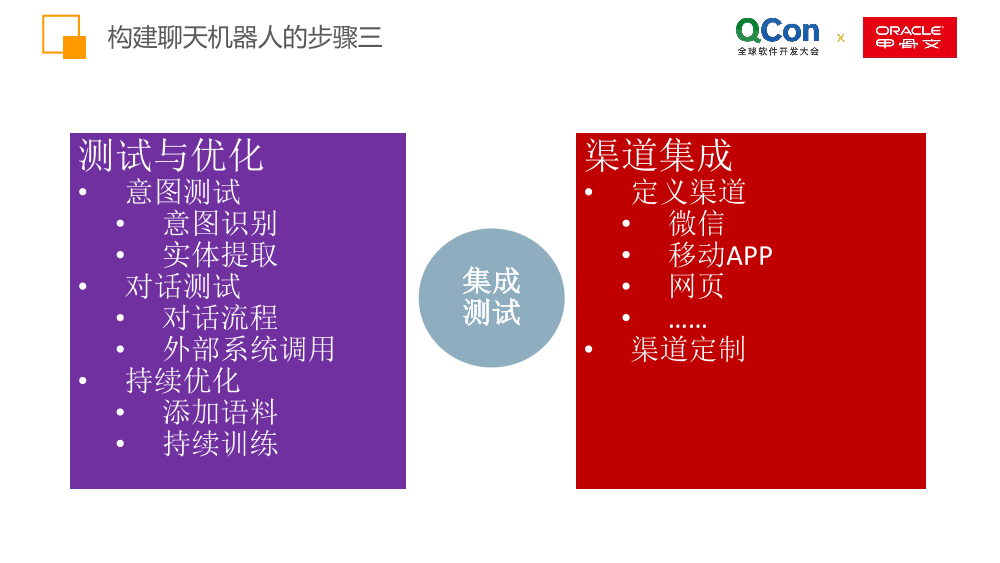 构建聊天机器人的步骤三
QCon
全球软件开发大会
x
ORACLE
甲骨文
测试与优化
• 意图测试
• 意图识别
• 实体提取
• 对话测试
• 对话流程
• 外部系统调用
• 持续优化
• 添加语料
• 持续训练
集成
测试
渠道集成
• 定义渠道
• 微信
• 移动APP
• 网页
• ……
• 渠道定制